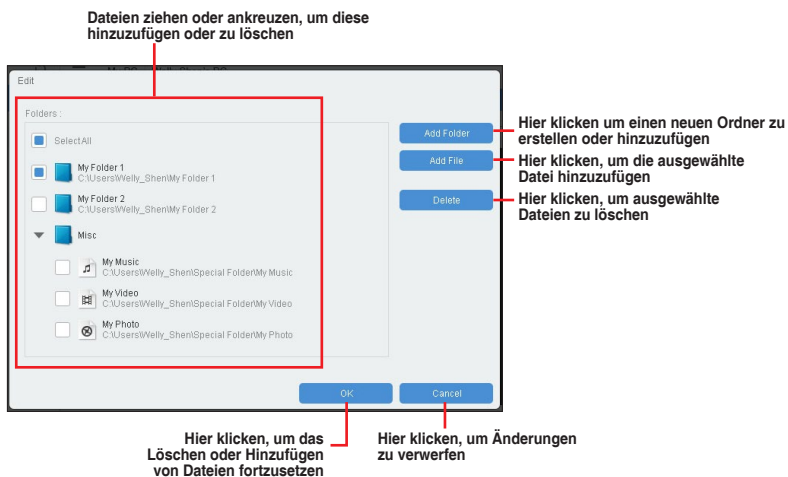 Dateien ziehen oder ankreuzen, um diese
hinzuzufügen oder zu löschen
Edit
Folders :
SelectAll
My Folder 1
C:\Users\Welly_Shen\My Folder 1
My Folder 2
C:\Users\Welly_Shen\My Folder 2
Misc
My Music
C:\Users\Welly_Shen\Special Folder\My Music
My Video
C:\Users\Welly_Shen\Special Folder\My Video
My Photo
C:\Users\Welly_Shen\Special Folder\My Photo
Add Folder
Add File
Delete
Hier klicken um einen neuen Ordner zu
erstellen oder hinzuzufügen
Hier klicken, um die ausgewählte
Datei hinzuzufügen
Hier klicken, um ausgewählte
Dateien zu löschen
OK
Cancel
Hier klicken, um das
Löschen oder Hinzufügen
von Dateien fortzusetzen
Hier klicken, um Änderungen
zu verwerfen